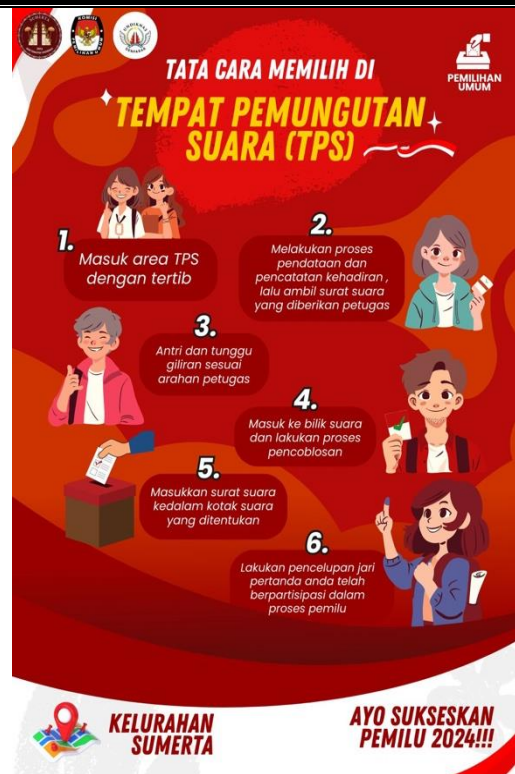 KOMISI
PEMILIHAN UMUM
PEMILIHAN
UMUM
TATA CARA MEMILIH DI
TEMPAT PEMUNGUTAN
SUARA (TPS)
1.
Masuk area TPS
dengan tertib
2.
Melakukan proses
pendataan dan
pencatatan kehadiran ,
lalu ambil surat suara
yang diberikan petugas
3.
Antri dan tunggu
giliran sesuai
arahan petugas
4.
Masuk ke bilik suara
dan lakukan proses
pencoblosan
5.
Masukkan surat suara
kedalam kotak suara
yang ditentukan
6.
Lakukan pencelupan jari
pertanda anda telah
berpartisipasi dalam
proses pemilu
KELURAHAN
SUMERTA
AYO SUKSESKAN
PEMILU 2024!!!